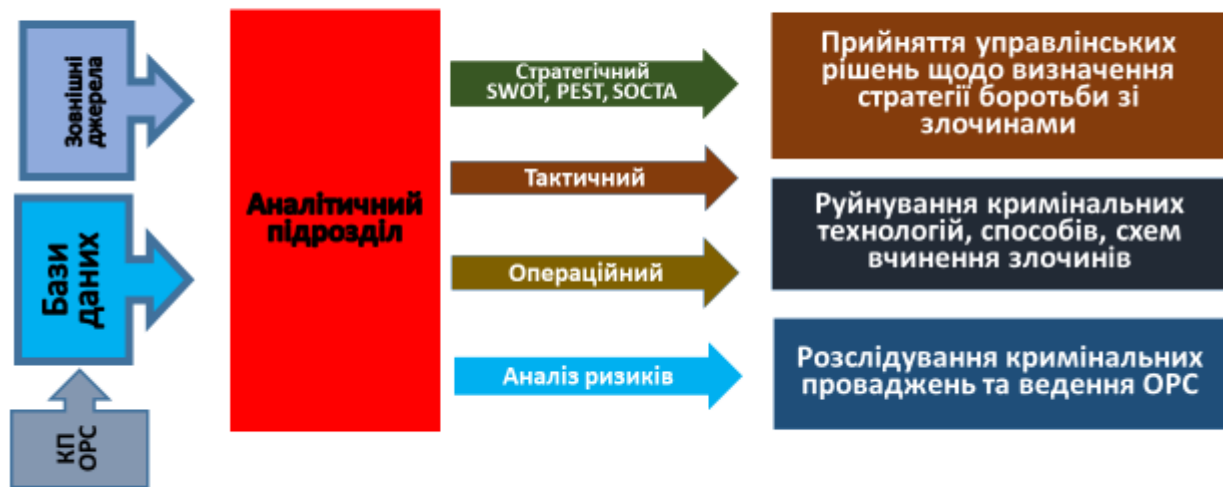 Зовнішні
джерела
Бази
даних
КП
ОРС
Аналітичний
підрозділ
Стратегічний
SWOT, PEST, SOCTA
Тактичний
Операційний
Аналіз ризиків
Прийняття управлінських
рішень щодо визначення
стратегії боротьби зі
злочинами
Руйнування кримінальних
технологій, способів, схем
вчинення злочинів
Розслідування кримінальних
проваджень та ведення ОРС